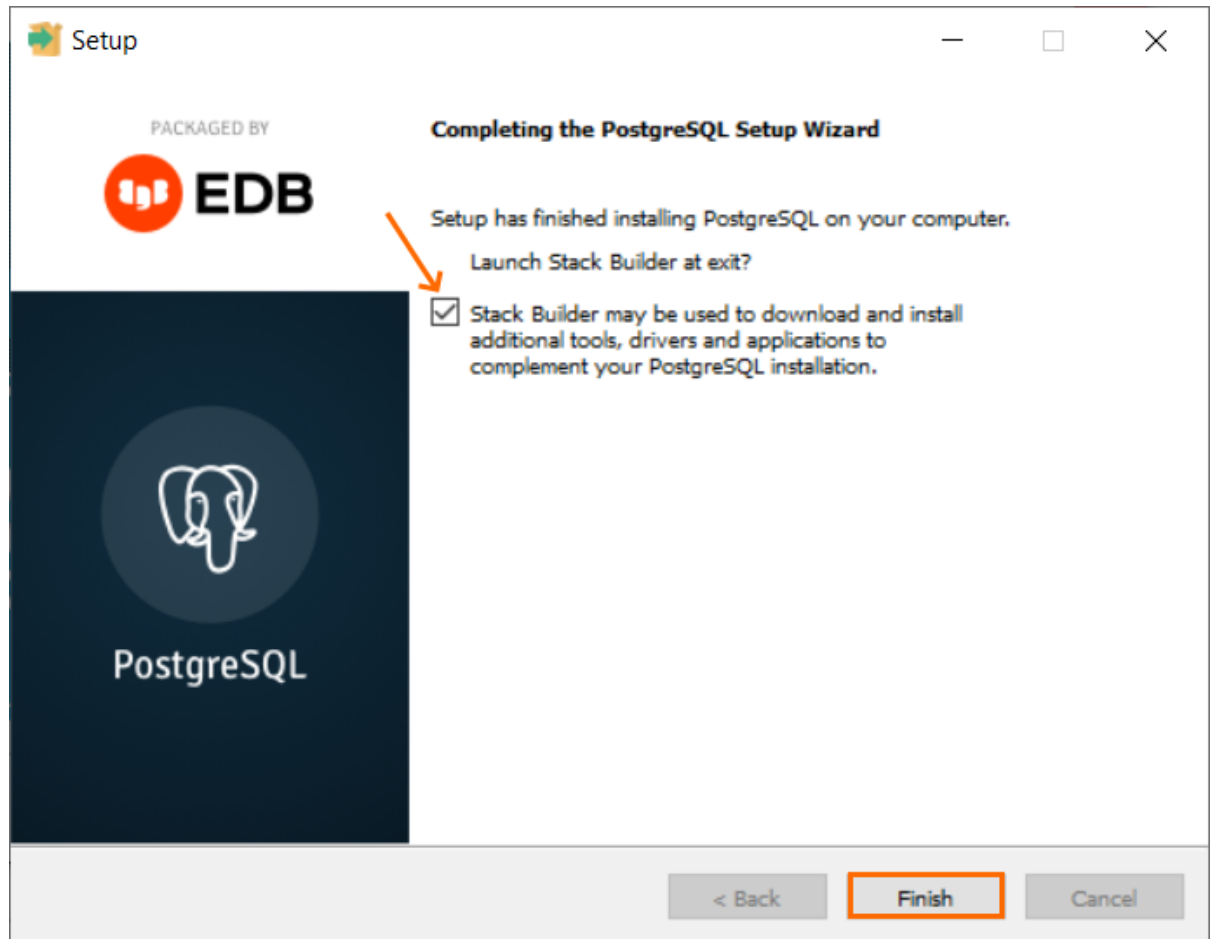 Setup
PACKAGED BY
EDB
Completing the PostgreSQL Setup Wizard
Setup has finished installing PostgreSQL on your computer.
Launch Stack Builder at exit?
Stack Builder may be used to download and install
additional tools, drivers and applications to
complement your PostgreSQL installation.
PostgreSQL
< Back
Finish
Cancel